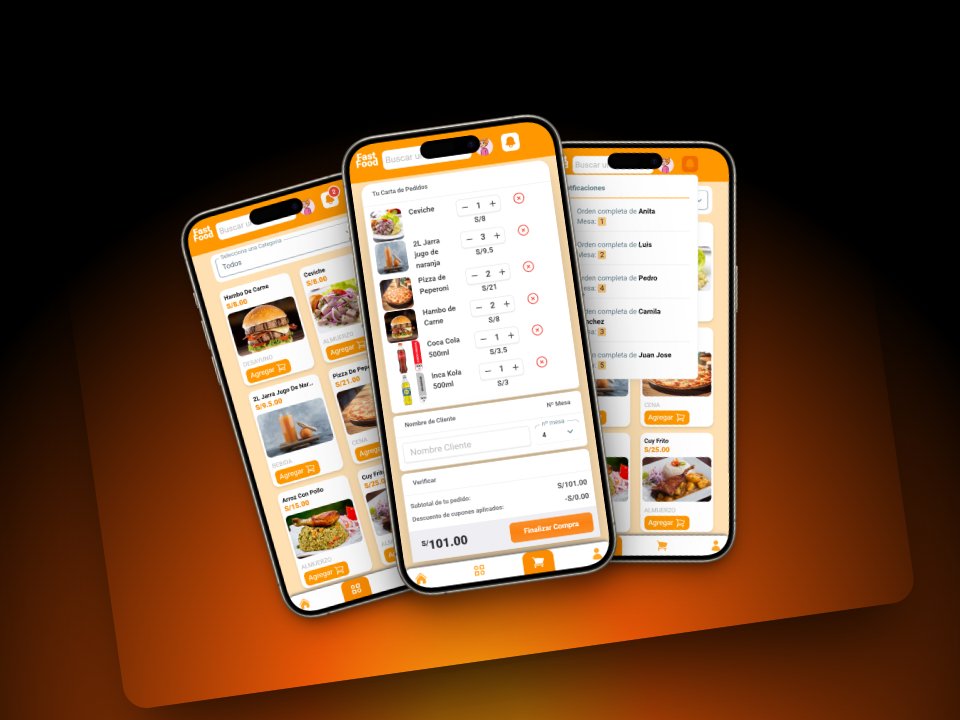 Fast
Food
Buscar u
2
Seleccione una Categoría
Todos
Hambo De Carne
S/8.00
DESAYUNO
Agregar
Ceviche
S/8.00
ALMUERZO
Agregar
2L Jarra Jugo De Nar...
S/9.5.00
BEBIDA
Agregar
Pizza De Pep
S/21.00
CENA
Agregar
Arroz Con Pollo
S/15.00
ALMUERZO
Agregar
Cuy Frit
S/25.0
Fast
Food
Buscar u
Tu Carta de Pedidos
Ceviche
− 1 +
S/8
2L Jarra
jugo de
naranja
− 3 +
S/9.5
Pizza de
Peperoni
− 2 +
S/21
Hambo de
Carne
− 2 +
S/8
Coca Cola
500ml
− 1 +
S/3.5
Inca Kola
500ml
− 1 +
S/3
Nombre de Cliente
N° Mesa
Nombre Cliente
n° mesa
4
Verificar
Subtotal de tu pedido:
S/101.00
Descuento de cupones aplicados:
-S/0.00
S/101.00
Finalizar Compra
Buscar u
otificaciones
Orden completa de Anita
Mesa: 1
Orden completa de Luis
Mesa: 2
Orden completa de Pedro
Mesa: 4
Orden completa de Camila
nchez
Mesa: 3
completa de Juan Jose
5
CENA
Agregar
Cuy Frito
S/25.00
ALMUERZO
Agregar